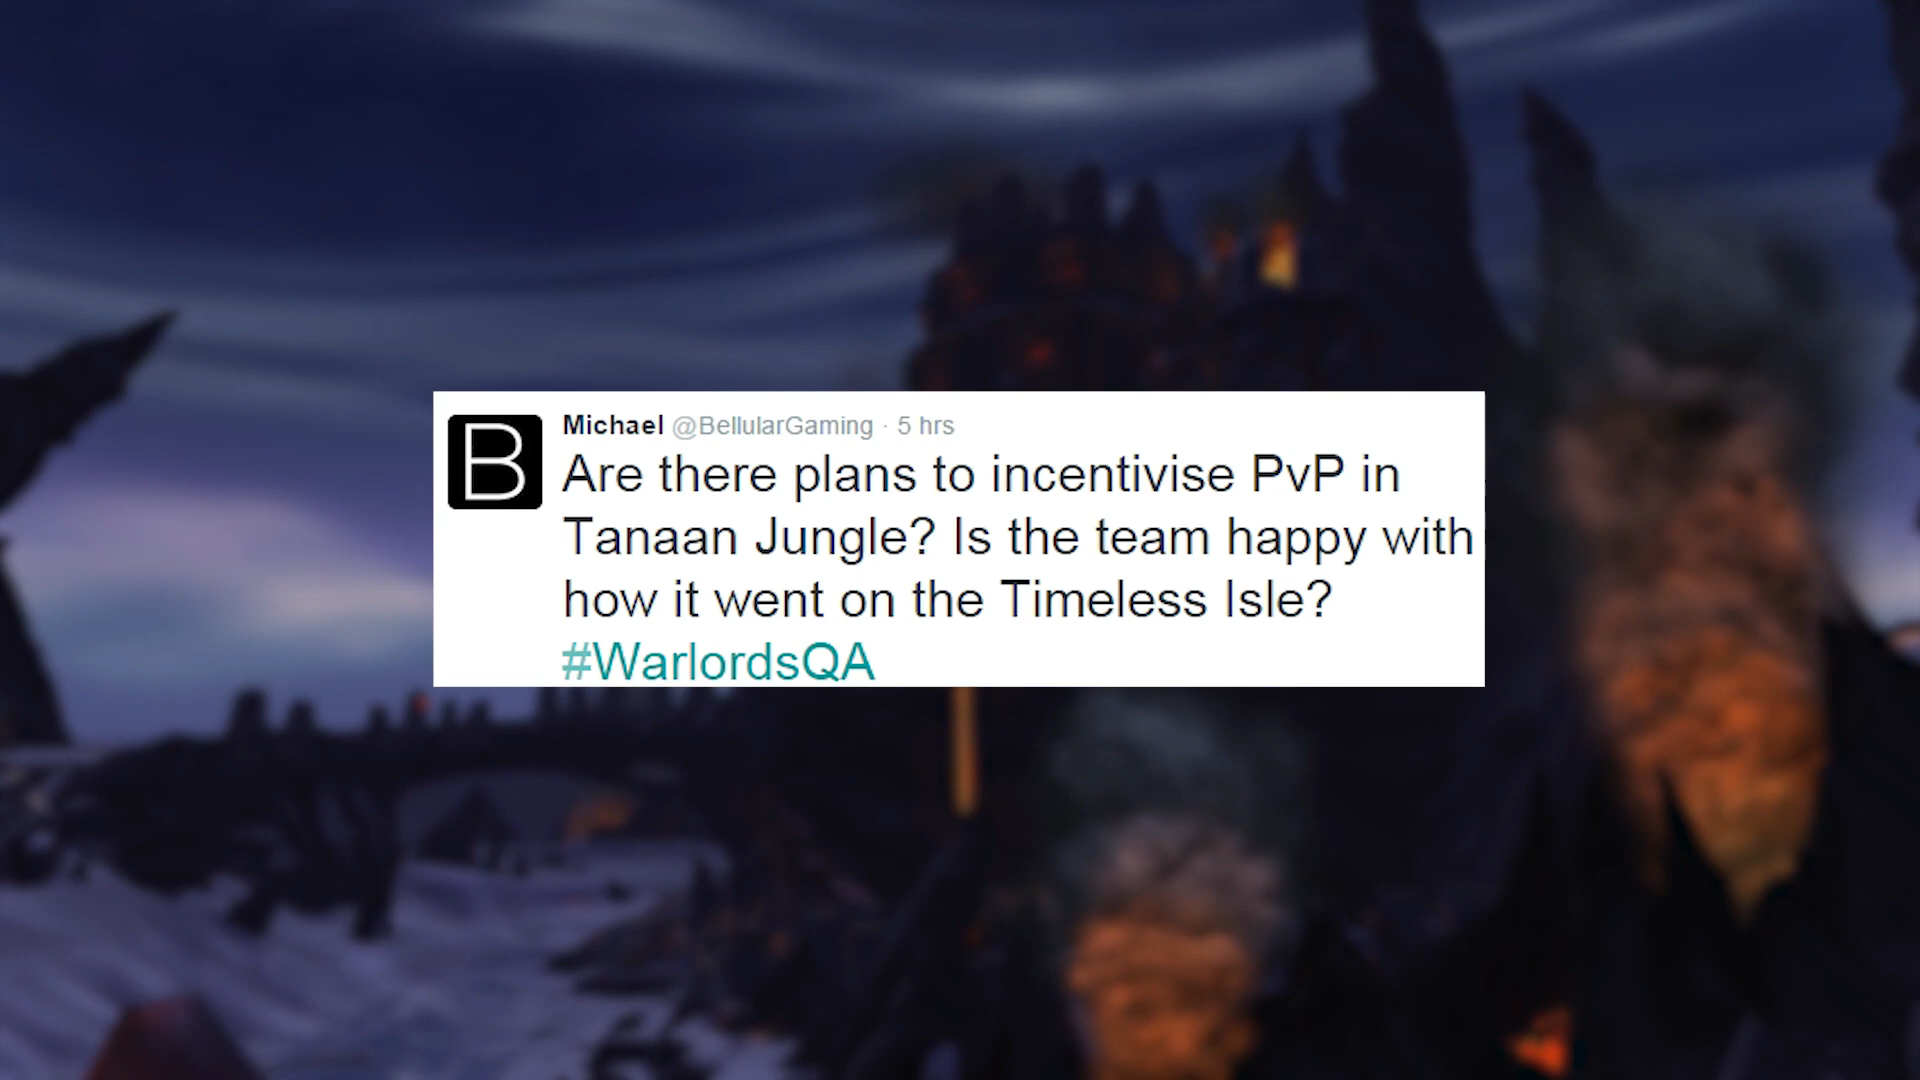 B
Michael @BellularGaming · 5 hrs
Are there plans to incentivise PvP in
Tanaan Jungle? Is the team happy with
how it went on the Timeless Isle?
#WarlordsQA